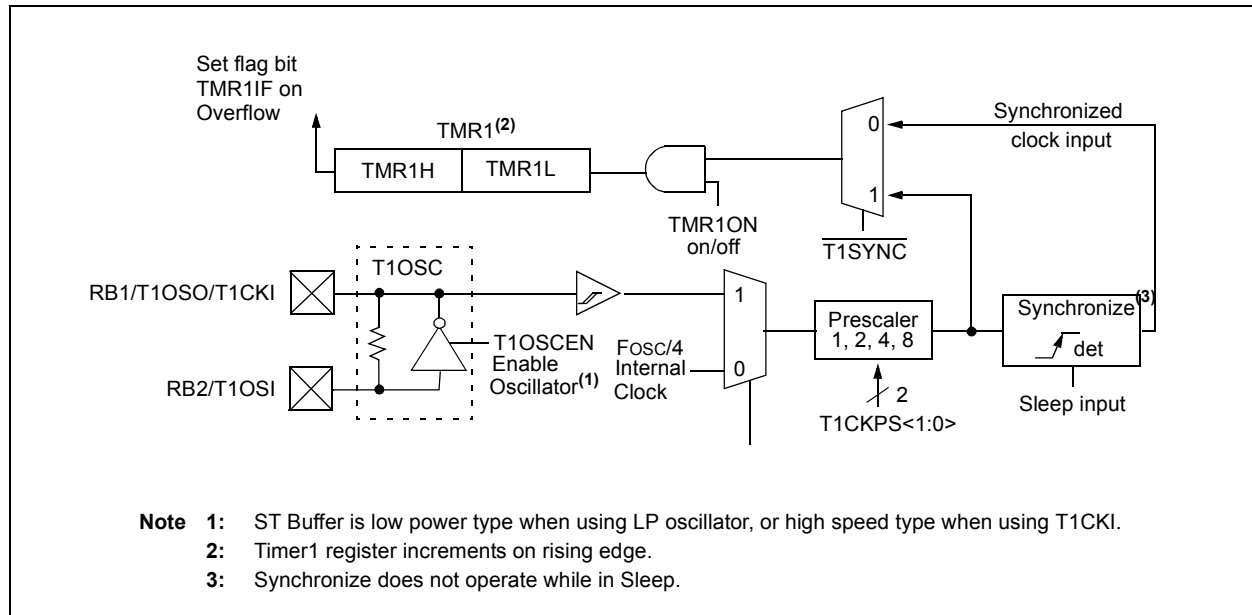 Set flag bit
TMR1IF on
Overflow
TMR1(2)
TMR1H
TMR1L
TMR1ON
on/off
0
1
T1SYNC
Synchronized
clock input
T1OSC
RB1/T1OSO/T1CKI
RB2/T1OSI
T1OSCEN
Enable
Oscillator(1)
FOSC/4
Internal
Clock
1
0
Prescaler
1, 2, 4, 8
2
T1CKPS<1:0>
Synchronize(3)
det
Sleep input
Note 1: ST Buffer is low power type when using LP oscillator, or high speed type when using T1CKI.
2: Timer1 register increments on rising edge.
3: Synchronize does not operate while in Sleep.